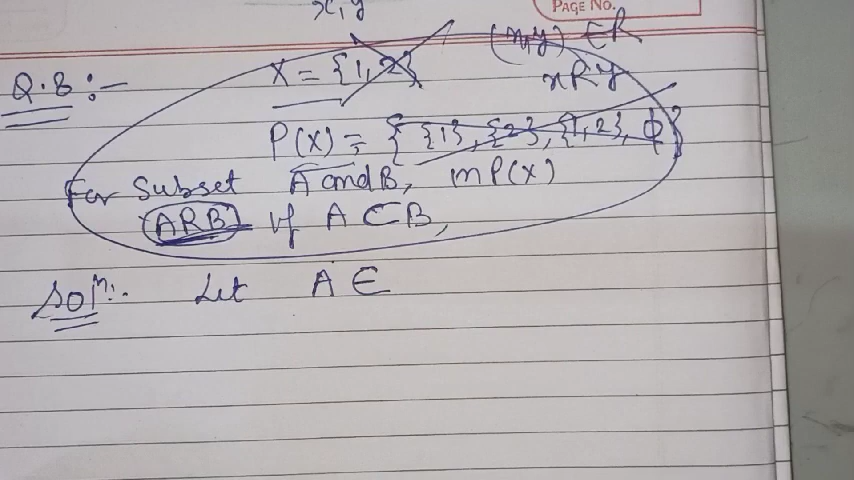 x, y
PAGE NO.
(x,y) ∈ R
Q.8 :- X = {1, 2}
xRy
P(X) = { {1}, {2}, {1, 2}, ϕ }
For Subset A and B, in P(X)
ARB if A ⊂ B,
Solⁿ:. Let A ∈